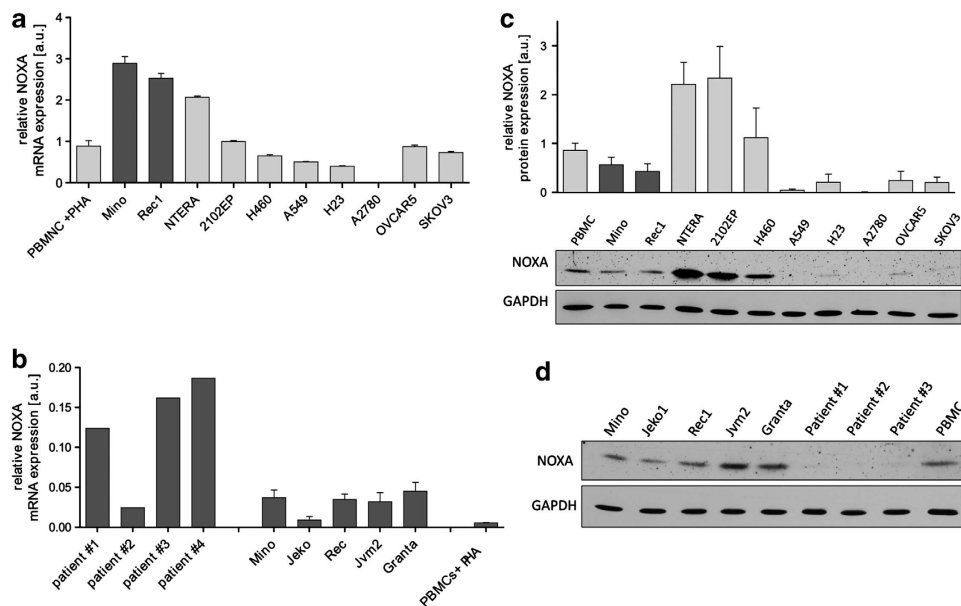 a
relative NOXA
mRNA expression [a.u.]
4
3
2
1
0
PBMNC +PHA
Mino
Rec1
NTERA
2102EP
H460
A549
H23
A2780
OVCAR5
SKOV3
b
relative NOXA
mRNA expression [a.u.]
0.20
0.15
0.10
0.05
0.00
patient #1
patient #2
patient #3
patient #4
Mino
Jeko
Rec
Jvm2
Granta
PBMCs+ PHA
c
relative NOXA
protein expression [a.u.]
3
2
1
0
PBMC
Mino
Rec1
NTERA
2102EP
H460
A549
H23
A2780
OVCAR5
SKOV3
NOXA
GAPDH
d
Mino
Jeko1
Rec1
Jvm2
Granta
Patient #1
Patient #2
Patient #3
PBMC
NOXA
GAPDH